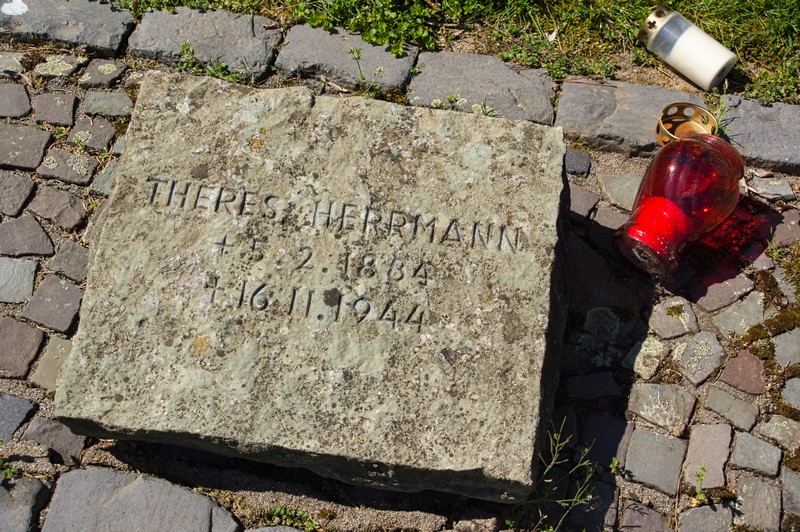 THERES HERRMANN
+ 5. 2. 1884
+ 16. 11. 1944